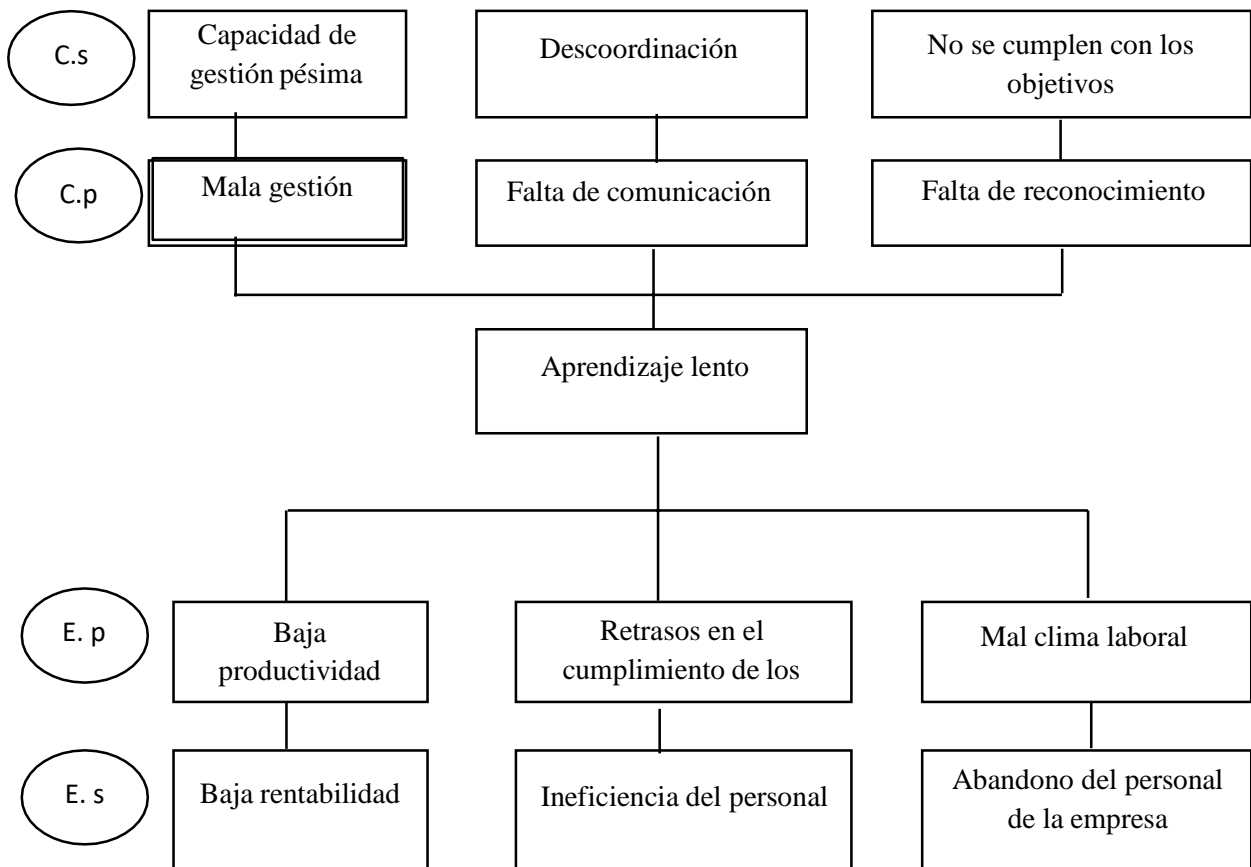 C.s
Capacidad de
gestión pésima
Descoordinación
No se cumplen con los
objetivos
C.p
Mala gestión
Falta de comunicación
Falta de reconocimiento
Aprendizaje lento
E. p
Baja
productividad
Retrasos en el
cumplimiento de los
Mal clima laboral
E. s
Baja rentabilidad
Ineficiencia del personal
Abandono del personal
de la empresa